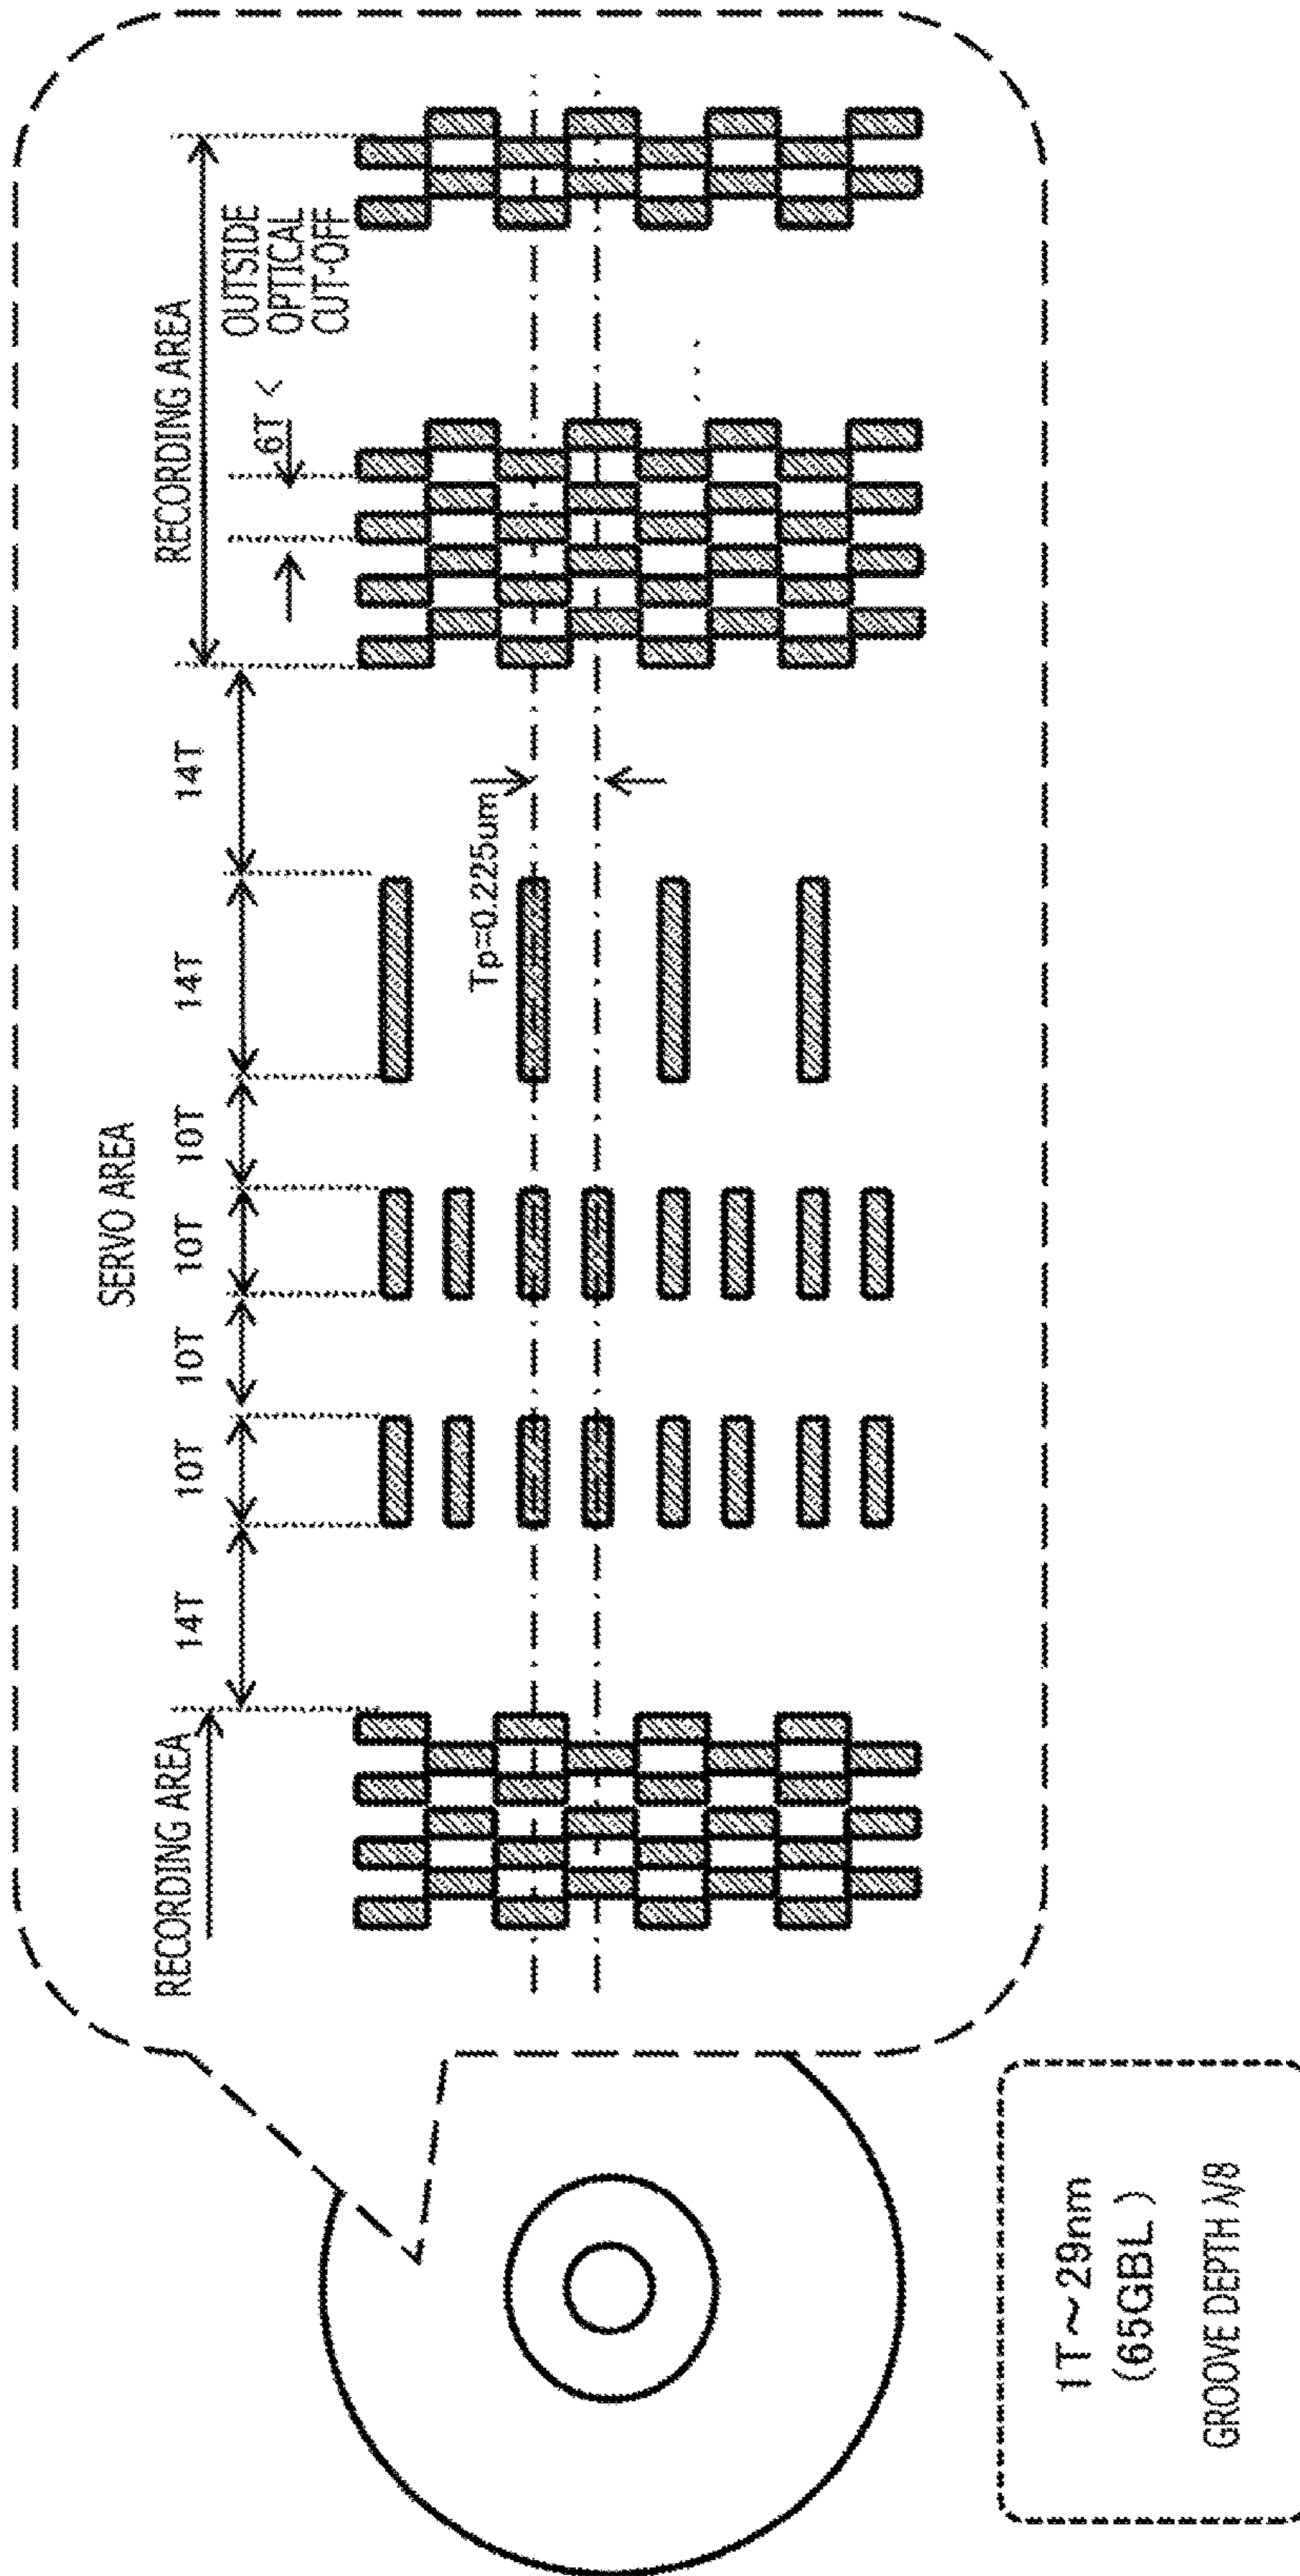 SERVO AREA
RECORDING AREA
14T
10T
10T
10T
10T
14T
14T
RECORDING AREA
6T <
OUTSIDE
OPTICAL
CUT-OFF
Tp=0.225um
1T~29nm
(65GBL)
GROOVE DEPTH λ/8